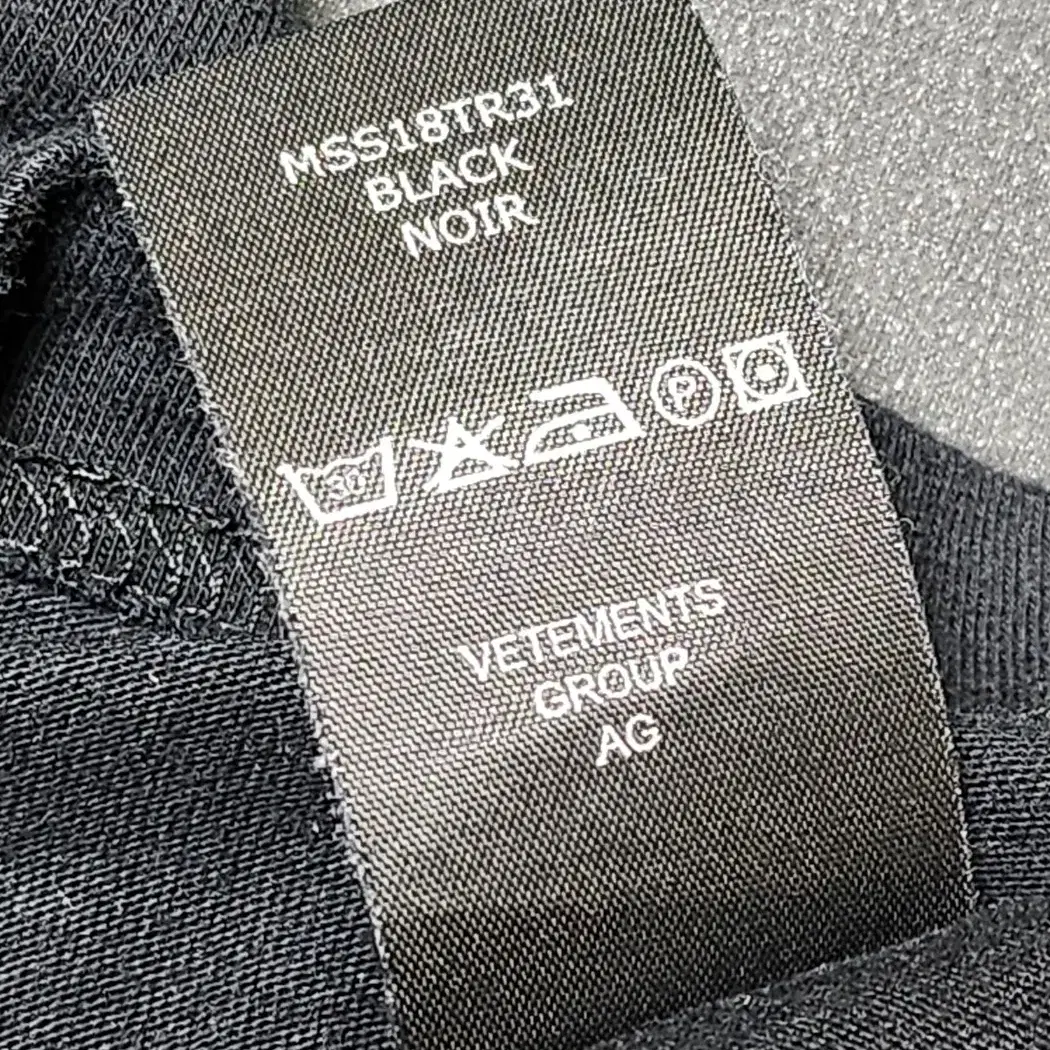 MSS18TR31
BLACK
NOIR
30 P
VETEMENTS
GROUP
AG